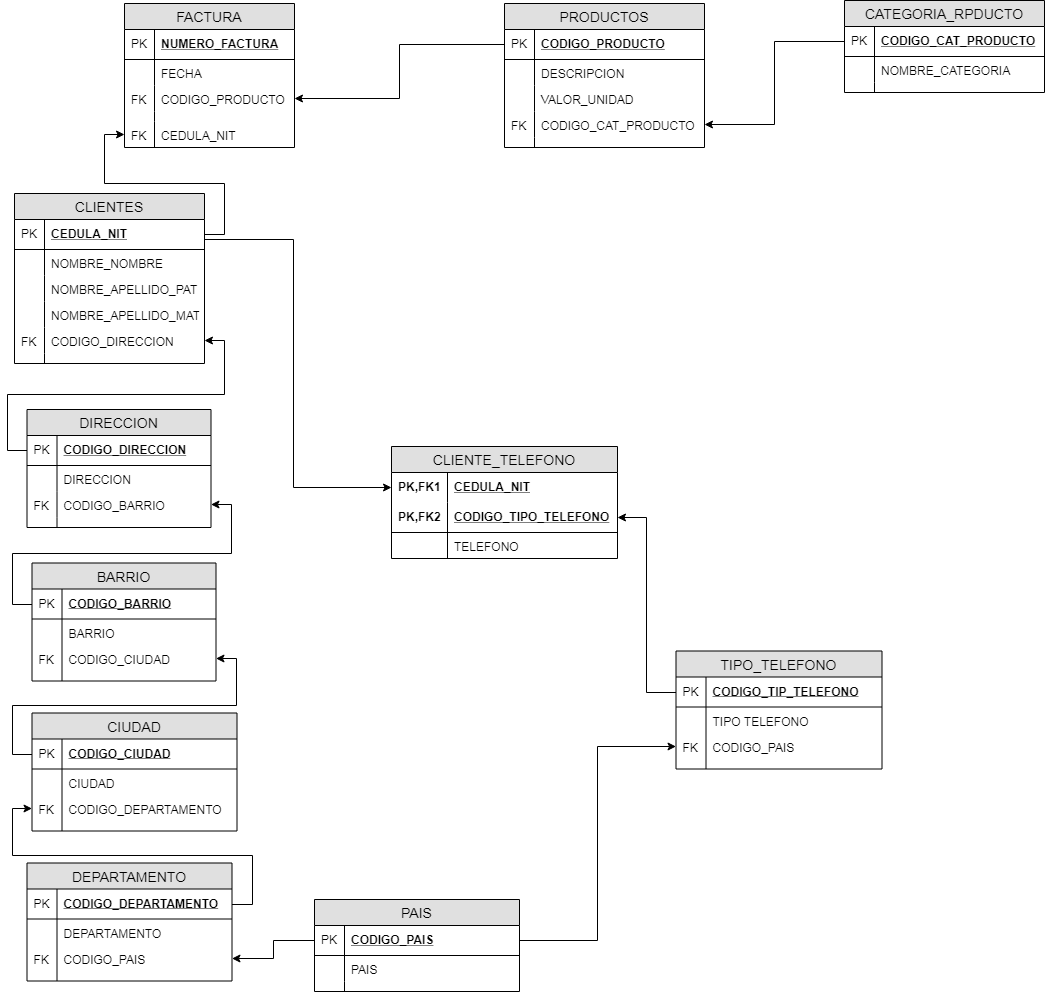 FACTURA
PK NUMERO_FACTURA
FECHA
FK CODIGO_PRODUCTO
FK CEDULA_NIT
PRODUCTOS
PK CODIGO_PRODUCTO
DESCRIPCION
VALOR_UNIDAD
FK CODIGO_CAT_PRODUCTO
CATEGORIA_RPDUCTO
PK CODIGO_CAT_PRODUCTO
NOMBRE_CATEGORIA
CLIENTES
PK CEDULA_NIT
NOMBRE_NOMBRE
NOMBRE_APELLIDO_PAT
NOMBRE_APELLIDO_MAT
FK CODIGO_DIRECCION
DIRECCION
PK CODIGO_DIRECCION
DIRECCION
FK CODIGO_BARRIO
CLIENTE_TELEFONO
PK,FK1 CEDULA_NIT
PK,FK2 CODIGO_TIPO_TELEFONO
TELEFONO
BARRIO
PK CODIGO_BARRIO
BARRIO
FK CODIGO_CIUDAD
TIPO_TELEFONO
PK CODIGO_TIP_TELEFONO
TIPO TELEFONO
FK CODIGO_PAIS
CIUDAD
PK CODIGO_CIUDAD
CIUDAD
FK CODIGO_DEPARTAMENTO
DEPARTAMENTO
PK CODIGO_DEPARTAMENTO
DEPARTAMENTO
FK CODIGO_PAIS
PAIS
PK CODIGO_PAIS
PAIS